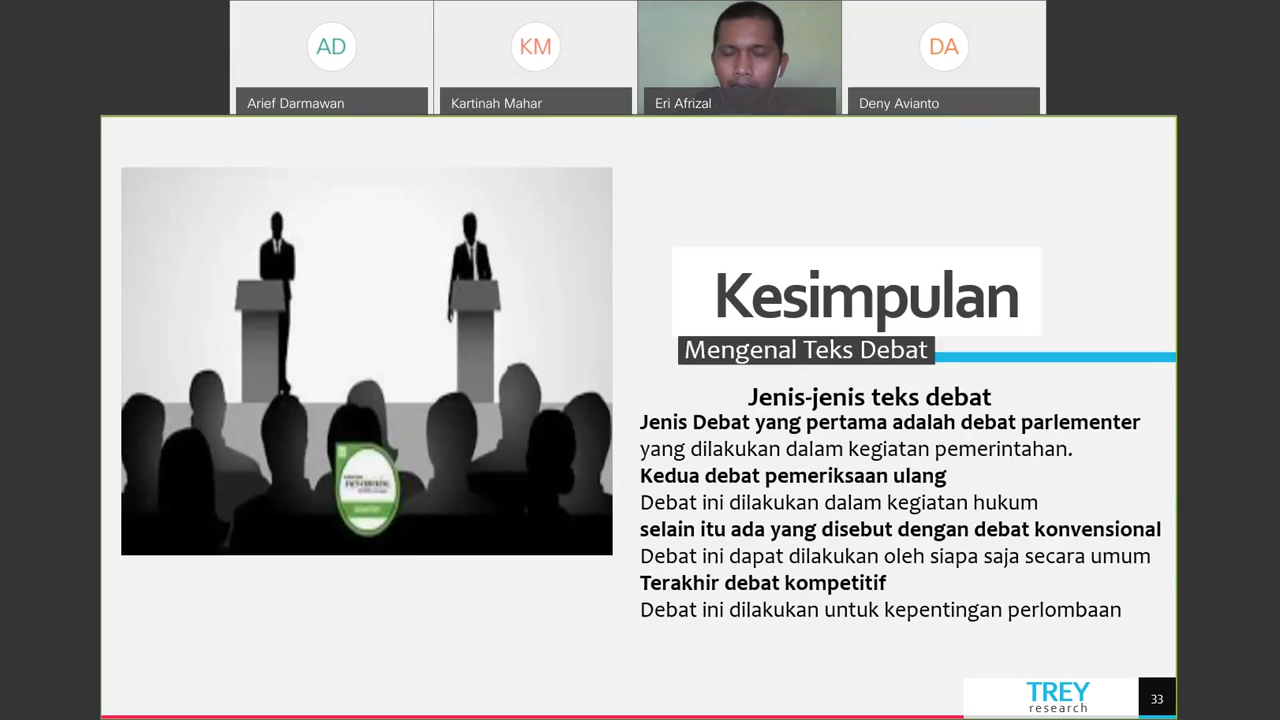 AD
KM
DA
Arief Darmawan
Kartinah Mahar
Eri Afrizal
Deny Avianto
Kesimpulan
Mengenal Teks Debat
Jenis-jenis teks debat
Jenis Debat yang pertama adalah debat parlementer
yang dilakukan dalam kegiatan pemerintahan.
Kedua debat pemeriksaan ulang
Debat ini dilakukan dalam kegiatan hukum
selain itu ada yang disebut dengan debat konvensional
Debat ini dapat dilakukan oleh siapa saja secara umum
Terakhir debat kompetitif
Debat ini dilakukan untuk kepentingan perlombaan
TREY
research
33